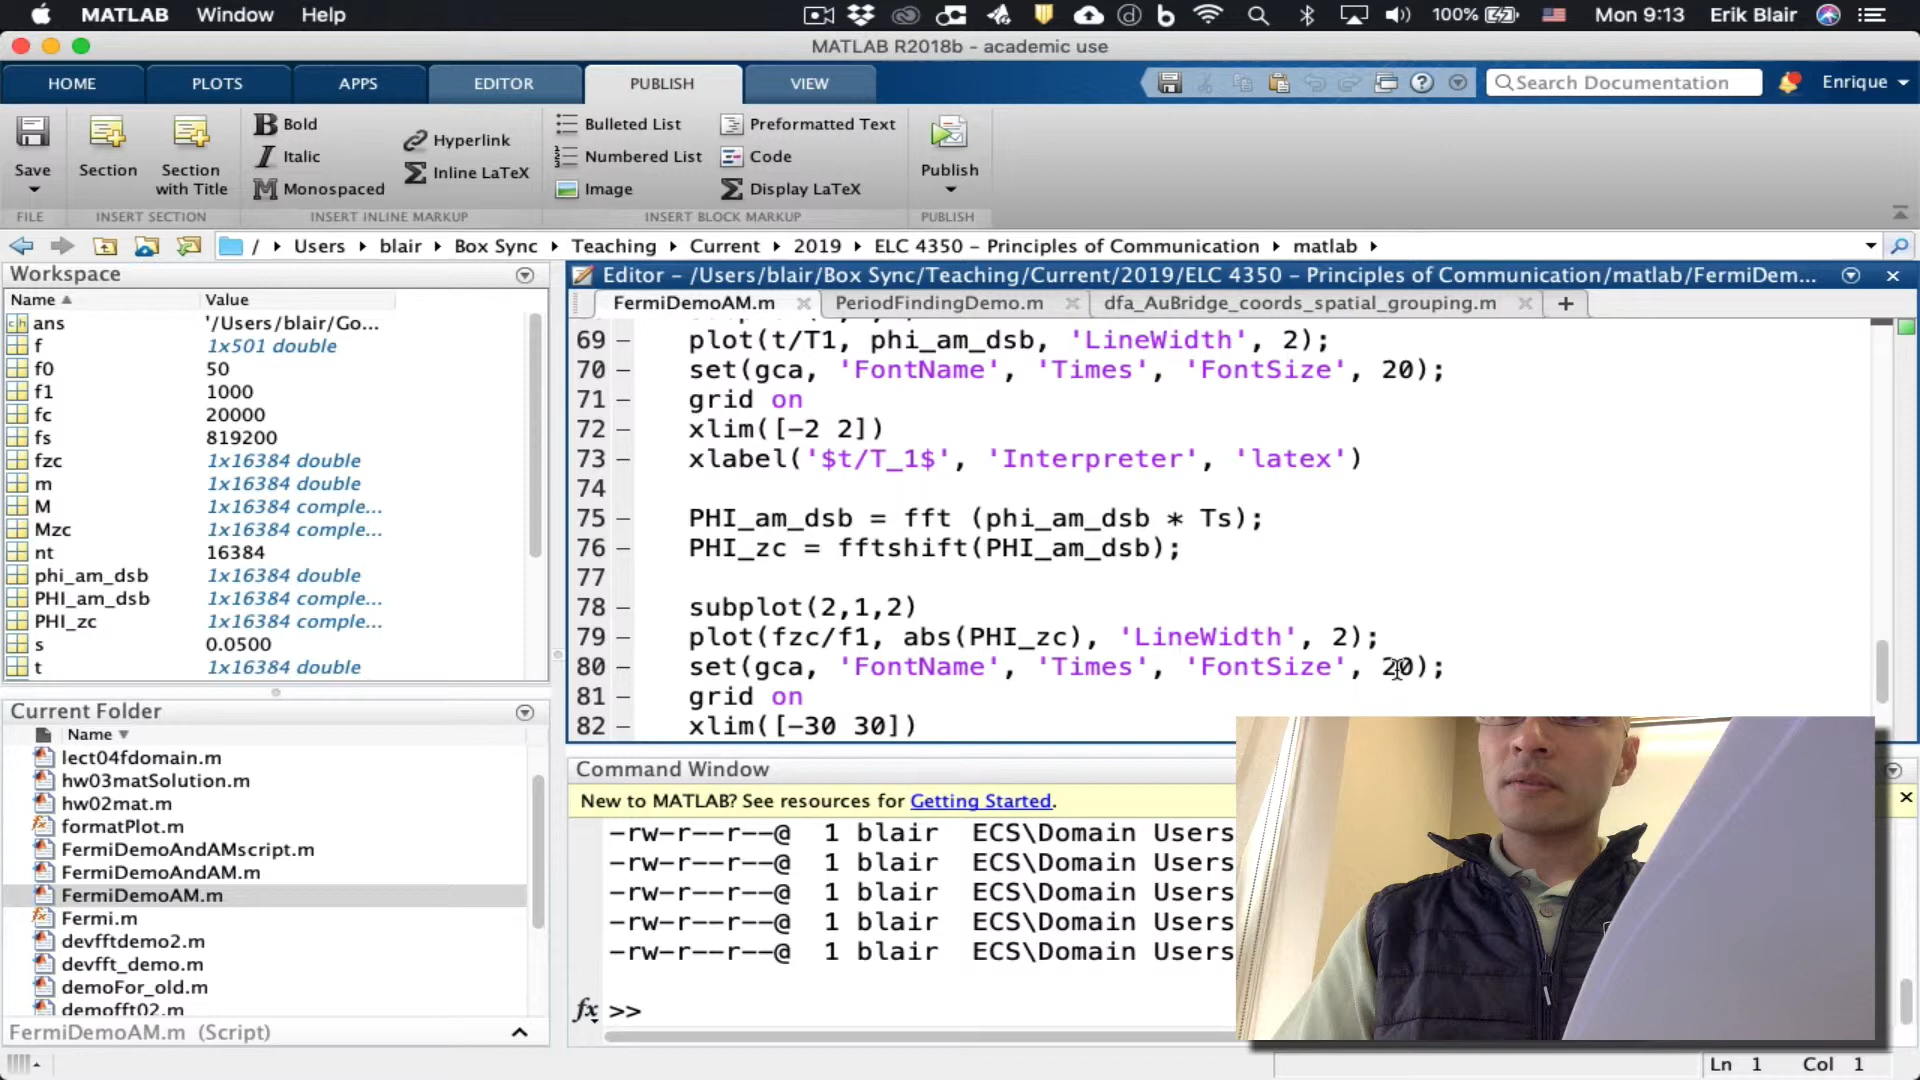 MATLAB Window Help 100% Mon 9:13 Erik Blair
MATLAB R2018b - academic use
HOME PLOTS APPS EDITOR PUBLISH VIEW Search Documentation Enrique
Save Section Section with Title B Bold I Italic M Monospaced Hyperlink Inline LaTeX Bulleted List Numbered List Image Preformatted Text Code Display LaTeX Publish
FILE INSERT SECTION INSERT INLINE MARKUP INSERT BLOCK MARKUP PUBLISH
/ Users blair Box Sync Teaching Current 2019 ELC 4350 - Principles of Communication matlab
Workspace
Name Value
ans '/Users/blair/Go...
f 1x501 double
f0 50
f1 1000
fc 20000
fs 819200
fzc 1x16384 double
m 1x16384 double
M 1x16384 comple...
Mzc 1x16384 comple...
nt 16384
phi_am_dsb 1x16384 double
PHI_am_dsb 1x16384 comple...
PHI_zc 1x16384 comple...
s 0.0500
t 1x16384 double
Current Folder
Name
lect04fdomain.m
hw03matSolution.m
hw02mat.m
formatPlot.m
FermiDemoAndAMscript.m
FermiDemoAndAM.m
FermiDemoAM.m
Fermi.m
devfftdemo2.m
devfft_demo.m
demoFor_old.m
demofft02.m
FermiDemoAM.m (Script)
Editor - /Users/blair/Box Sync/Teaching/Current/2019/ELC 4350 - Principles of Communication/matlab/FermiDem...
FermiDemoAM.m PeriodFindingDemo.m dfa_AuBridge_coords_spatial_grouping.m +
69 - plot(t/T1, phi_am_dsb, 'LineWidth', 2);
70 - set(gca, 'FontName', 'Times', 'FontSize', 20);
71 - grid on
72 - xlim([-2 2])
73 - xlabel('$t/T_1$', 'Interpreter', 'latex')
74
75 - PHI_am_dsb = fft (phi_am_dsb * Ts);
76 - PHI_zc = fftshift(PHI_am_dsb);
77
78 - subplot(2,1,2)
79 - plot(fzc/f1, abs(PHI_zc), 'LineWidth', 2);
80 - set(gca, 'FontName', 'Times', 'FontSize', 20);
81 - grid on
82 - xlim([-30 30])
Command Window
New to MATLAB? See resources for Getting Started.
-rw-r--r--@ 1 blair ECS\Domain Users
-rw-r--r--@ 1 blair ECS\Domain Users
-rw-r--r--@ 1 blair ECS\Domain Users
-rw-r--r--@ 1 blair ECS\Domain Users
-rw-r--r--@ 1 blair ECS\Domain Users
fx >>
Ln 1 Col 1